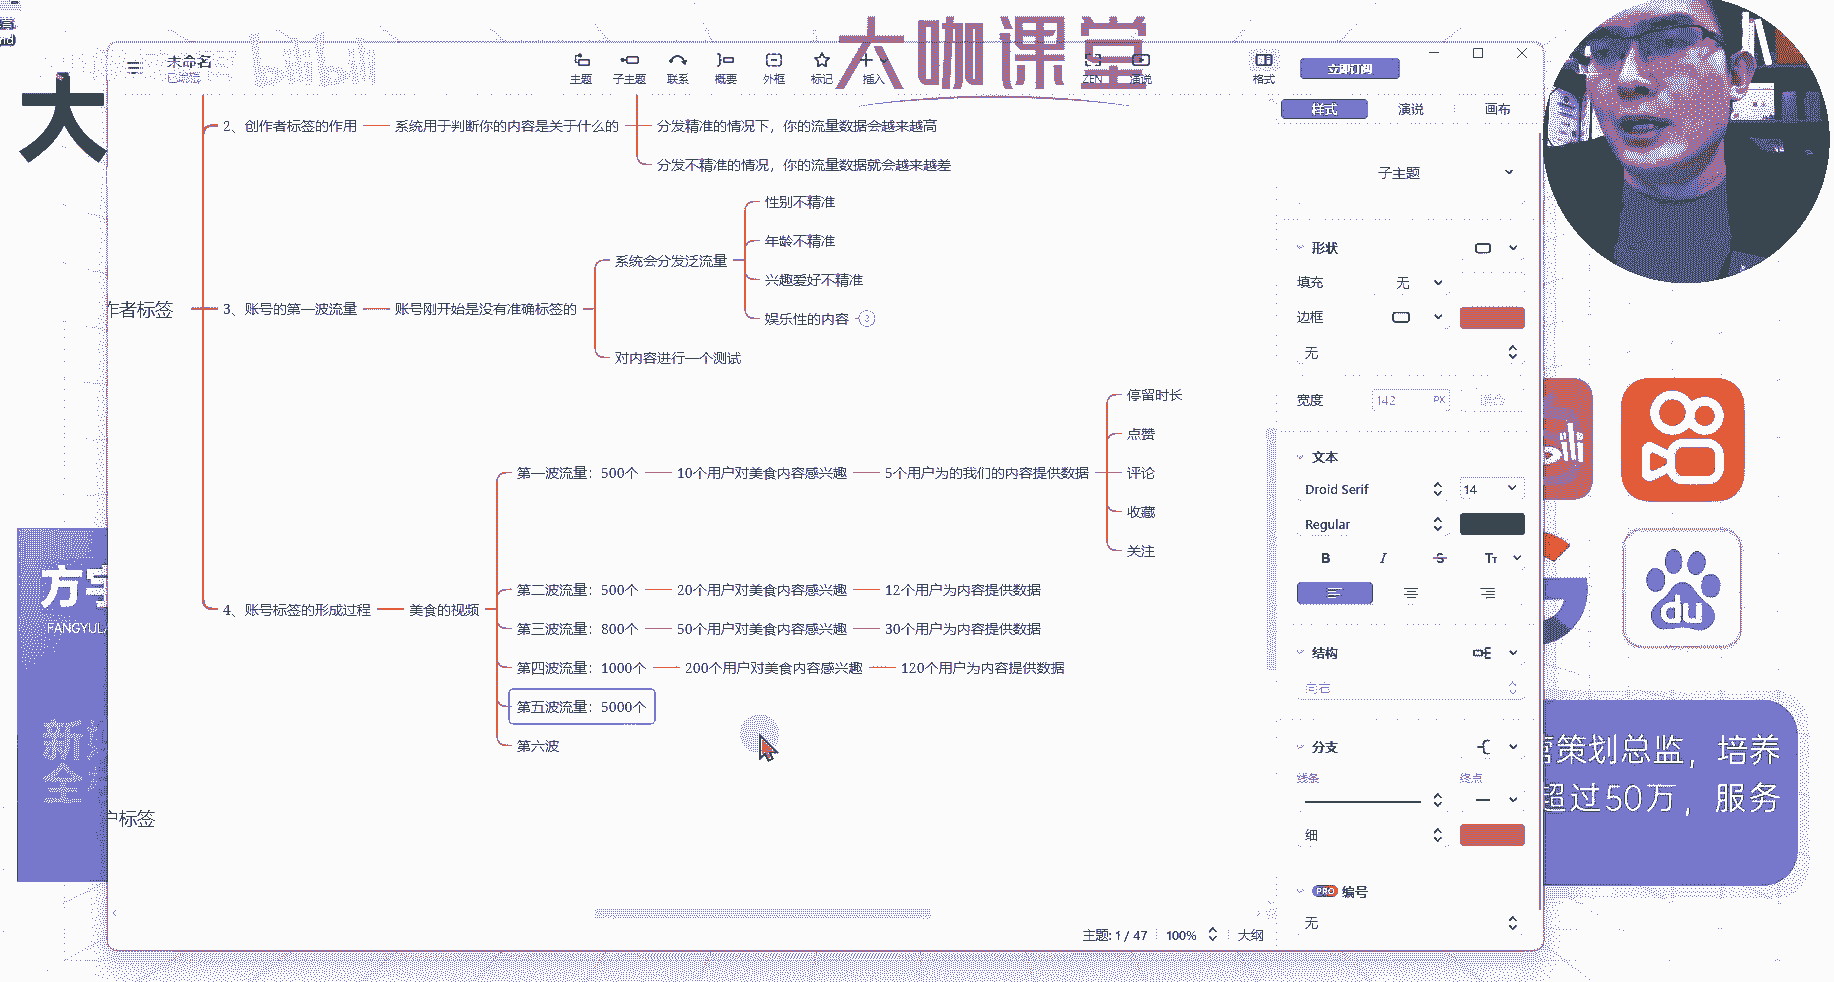 大咖课堂
bilibili
大
未命名
主题
子主题
联系
概要
外框
标记
插入
ZEN
演说
格式
立即订阅
样式
演说
画布
2、创作者标签的作用
系统用于判断你的内容是关于什么的
分发精准的情况下，你的流量数据会越来越高
分发不精准的情况，你的流量数据就会越来越差
作者标签
3、账号的第一波流量
账号刚开始是没有准确标签的
系统会分发泛流量
性别不精准
年龄不精准
兴趣爱好不精准
娱乐性的内容
对内容进行一个测试
4、账号标签的形成过程
美食的视频
第一波流量：500个
10个用户对美食内容感兴趣
5个用户为的我们的内容提供数据
停留时长
点赞
评论
收藏
关注
第二波流量：500个
20个用户对美食内容感兴趣
12个用户为内容提供数据
第三波流量：800个
50个用户对美食内容感兴趣
30个用户为内容提供数据
第四波流量：1000个
200个用户对美食内容感兴趣
120个用户为内容提供数据
第五波流量：5000个
第六波
户标签
子主题
形状
填充
无
边框
无
宽度
142
PX
文本
Droid Serif
14
Regular
B
I
S
TT
结构
向右
分支
线条
终点
细
PRO
编号
无
主题: 1 / 47
100%
大纲
方宇
FANGYUL
新
全
du
营策划总监，培养
超过50万，服务